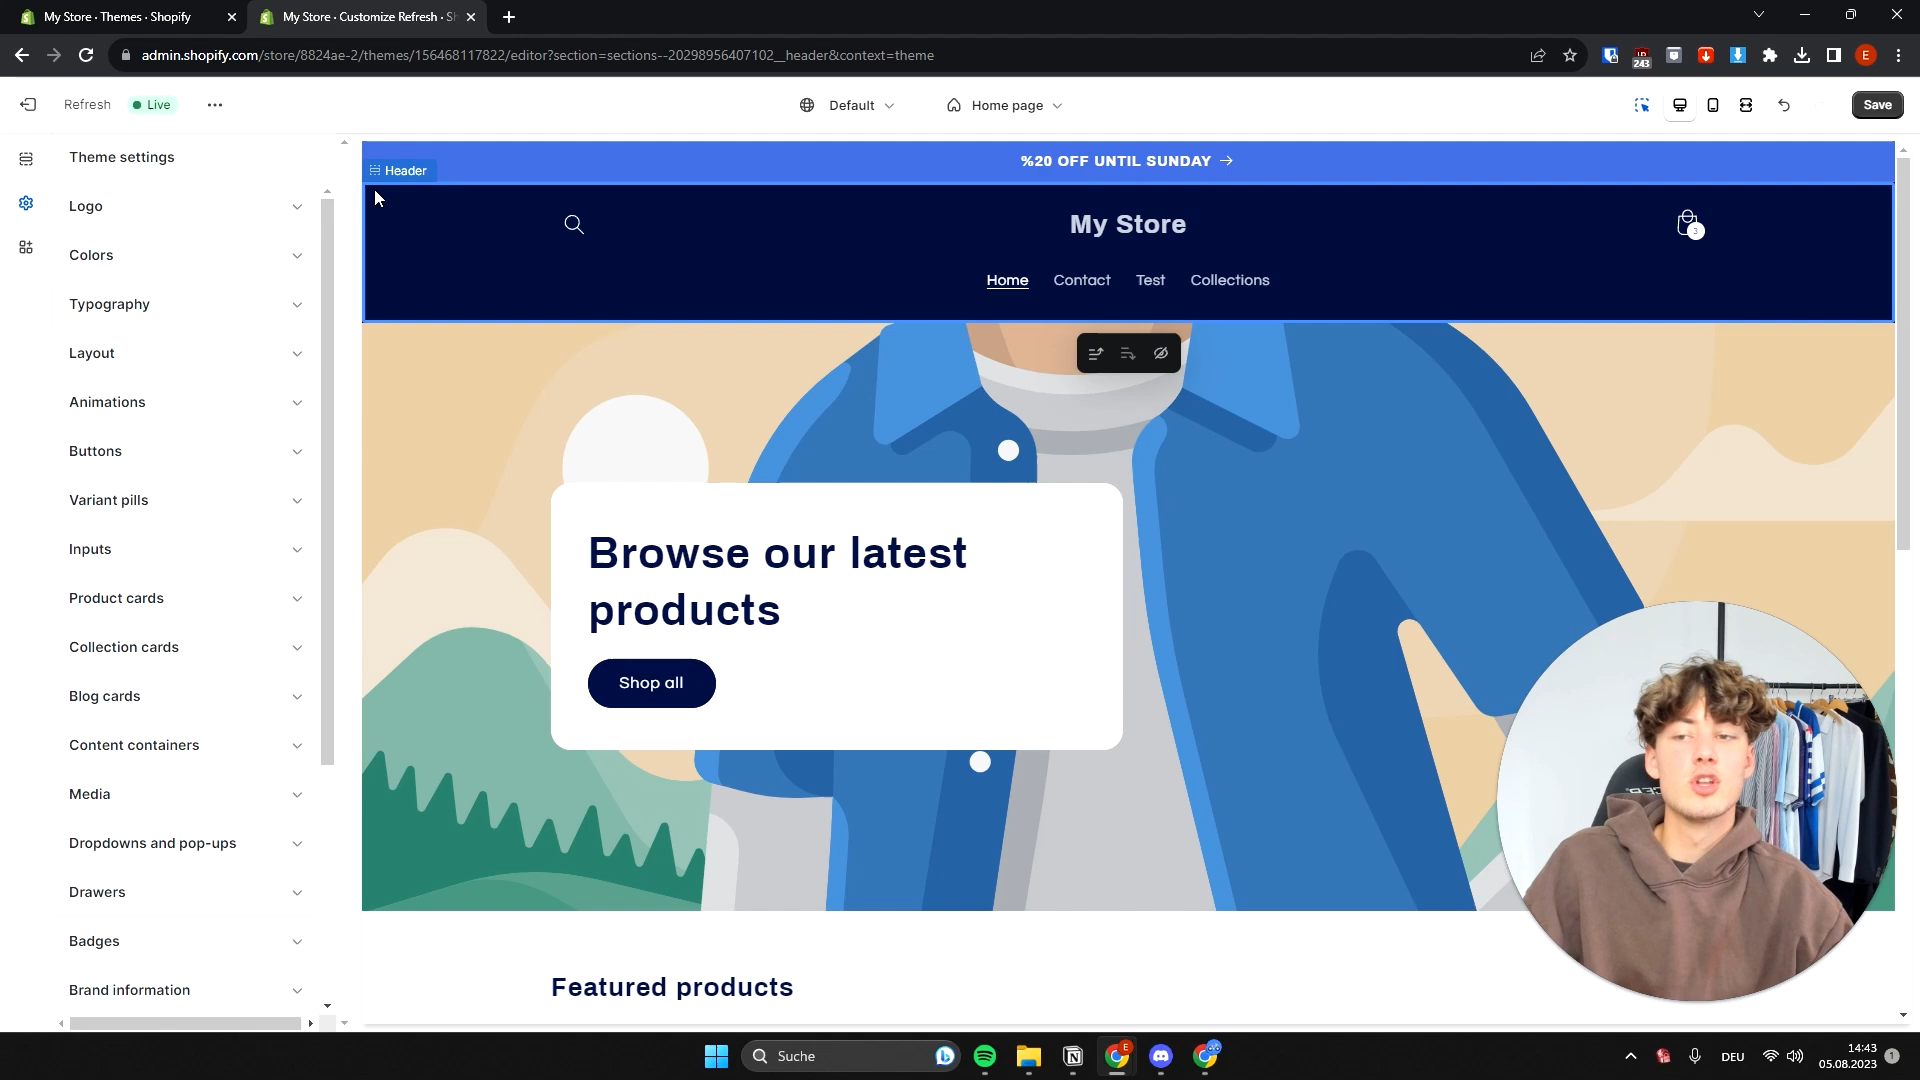 My Store · Themes · Shopify
My Store · Customize Refresh · Sh
admin.shopify.com/store/8824ae-2/themes/156468117822/editor?section=sections--20298956407102__header&context=theme
243
E
Refresh
Live
Default
Home page
Save
Theme settings
Logo
Colors
Typography
Layout
Animations
Buttons
Variant pills
Inputs
Product cards
Collection cards
Blog cards
Content containers
Media
Dropdowns and pop-ups
Drawers
Badges
Brand information
%20 OFF UNTIL SUNDAY →
Header
My Store
3
Home Contact Test Collections
Browse our latest
products
Shop all
Featured products
Suche
E
DEU
14:43
05.08.2023
1